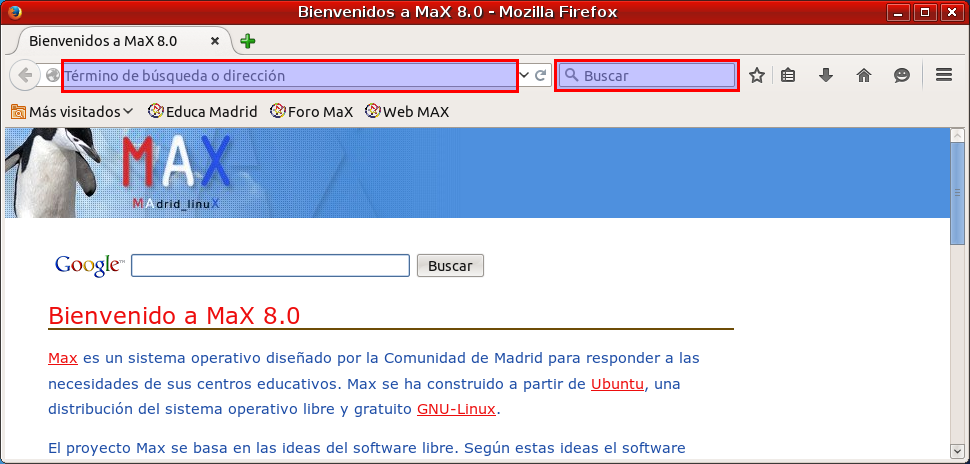 Bienvenidos a MaX 8.0 - Mozilla Firefox
Bienvenidos a MaX 8.0
Término de búsqueda o dirección
Buscar
Más visitados
Educa Madrid
Foro MaX
Web MAX
MAX
MAdrid_linuX
Google™
Buscar
Bienvenido a MaX 8.0
Max es un sistema operativo diseñado por la Comunidad de Madrid para responder a las
necesidades de sus centros educativos. Max se ha construido a partir de Ubuntu, una
distribución del sistema operativo libre y gratuito GNU-Linux.
El proyecto Max se basa en las ideas del software libre. Según estas ideas el software